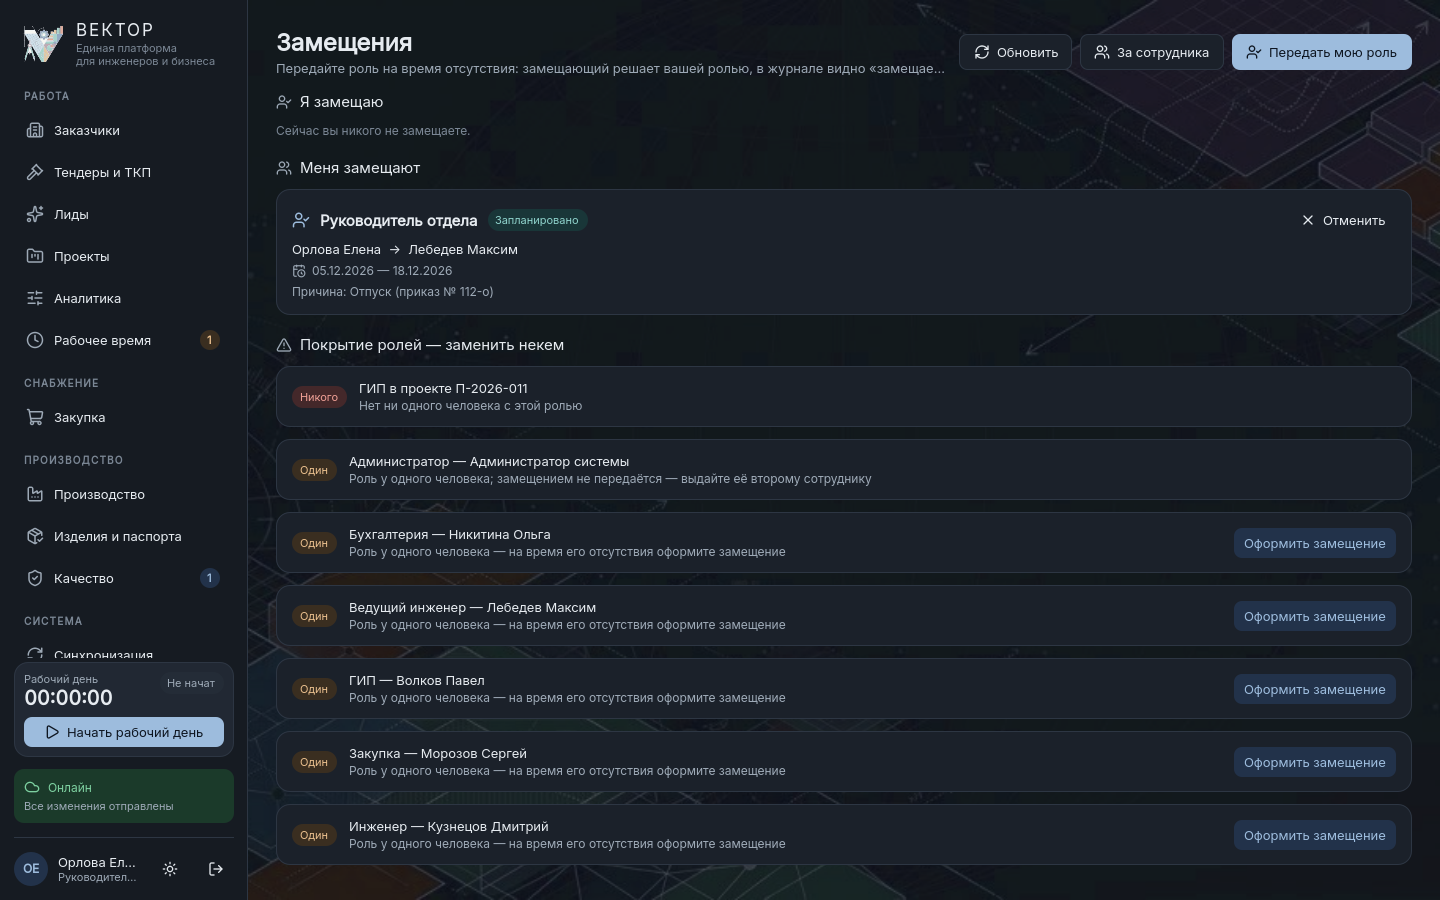 ВЕКТОР
Единая платформа
для инженеров и бизнеса
РАБОТА
Заказчики
Тендеры и ТКП
Лиды
Проекты
Аналитика
Рабочее время
1
СНАБЖЕНИЕ
Закупка
ПРОИЗВОДСТВО
Производство
Изделия и паспорта
Качество
1
СИСТЕМА
Синхронизация
Рабочий день
Не начат
00:00:00
Начать рабочий день
Онлайн
Все изменения отправлены
ОЕ
Орлова Ел...
Руководител...
Замещения
Передайте роль на время отсутствия: замещающий решает вашей ролью, в журнале видно «замещае...
Обновить
За сотрудника
Передать мою роль
Я замещаю
Сейчас вы никого не замещаете.
Меня замещают
Руководитель отдела
Запланировано
Отменить
Орлова Елена → Лебедев Максим
05.12.2026 — 18.12.2026
Причина: Отпуск (приказ № 112-о)
Покрытие ролей — заменить некем
Никого
ГИП в проекте П-2026-011
Нет ни одного человека с этой ролью
Один
Администратор — Администратор системы
Роль у одного человека; замещением не передаётся — выдайте её второму сотруднику
Один
Бухгалтерия — Никитина Ольга
Роль у одного человека — на время его отсутствия оформите замещение
Оформить замещение
Один
Ведущий инженер — Лебедев Максим
Роль у одного человека — на время его отсутствия оформите замещение
Оформить замещение
Один
ГИП — Волков Павел
Роль у одного человека — на время его отсутствия оформите замещение
Оформить замещение
Один
Закупка — Морозов Сергей
Роль у одного человека — на время его отсутствия оформите замещение
Оформить замещение
Один
Инженер — Кузнецов Дмитрий
Роль у одного человека — на время его отсутствия оформите замещение
Оформить замещение